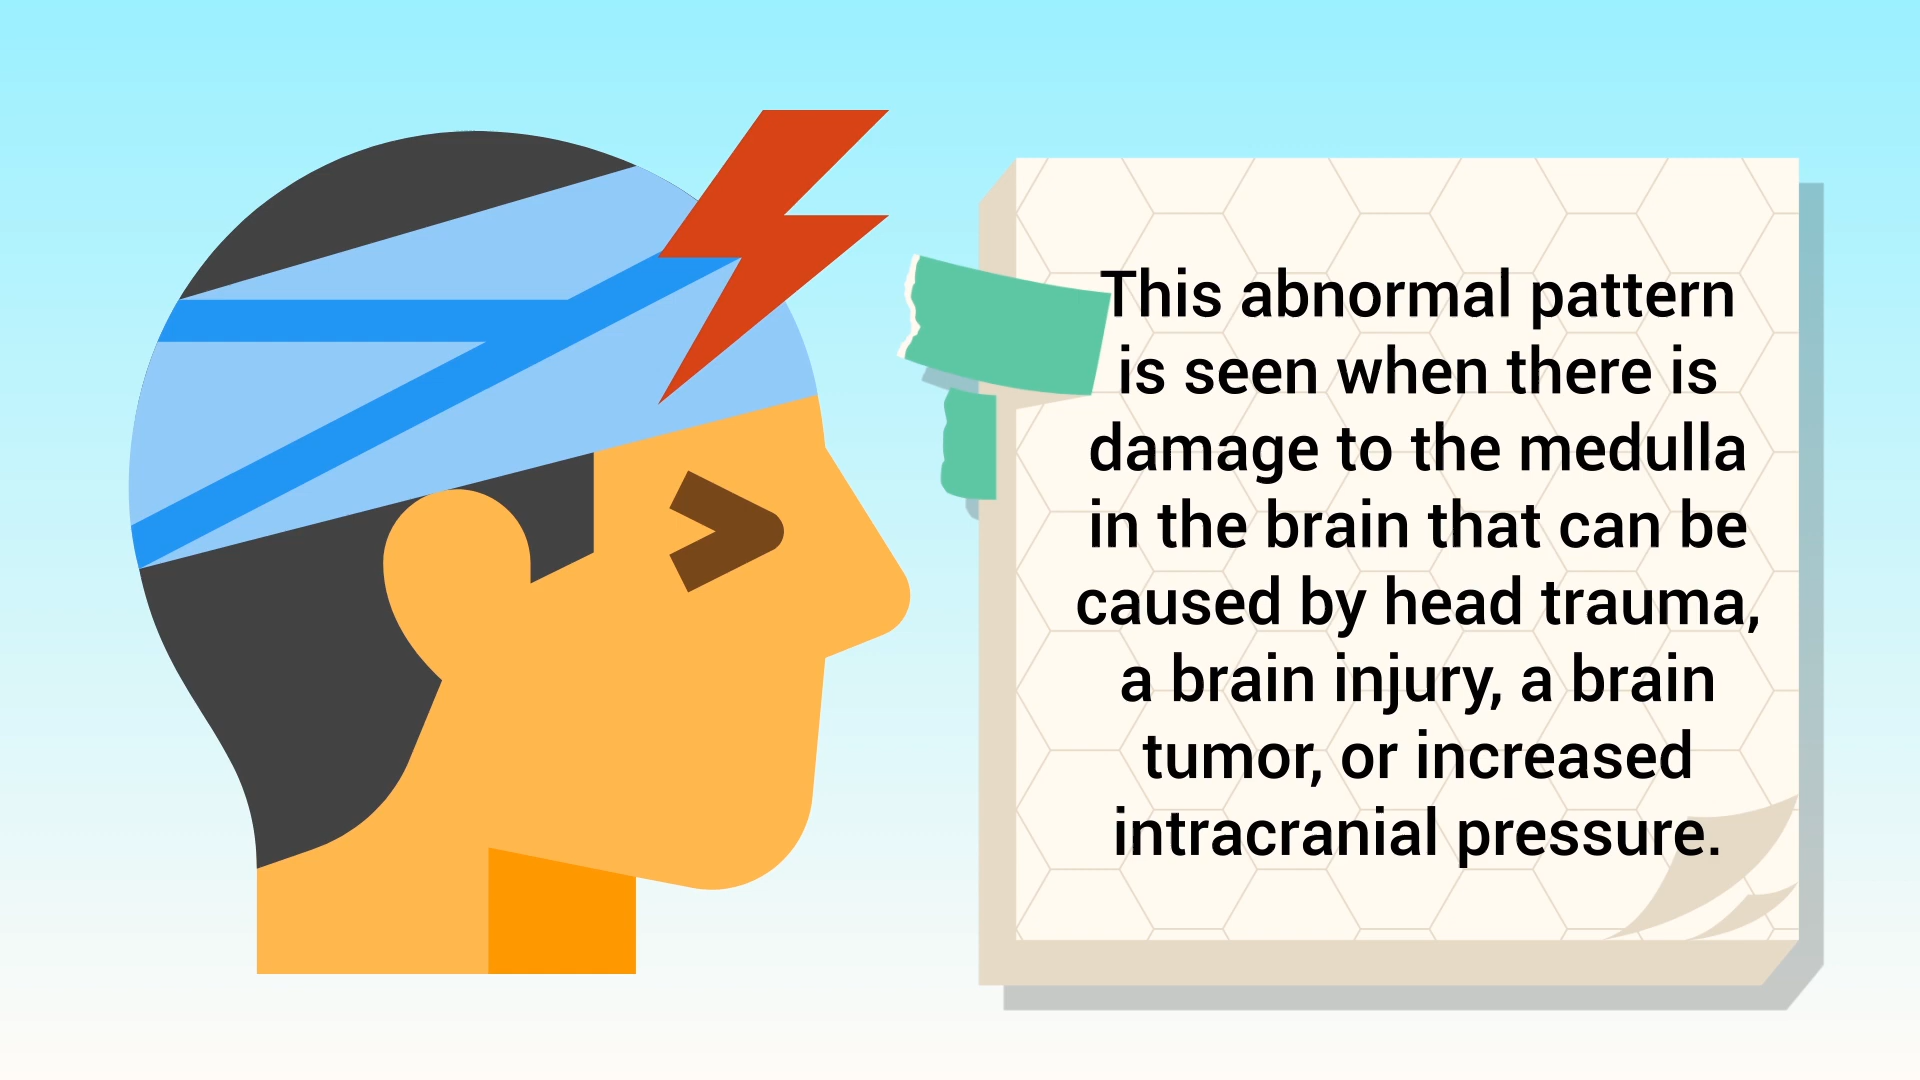 This abnormal pattern
is seen when there is
damage to the medulla
in the brain that can be
caused by head trauma,
a brain injury, a brain
tumor, or increased
intracranial pressure.